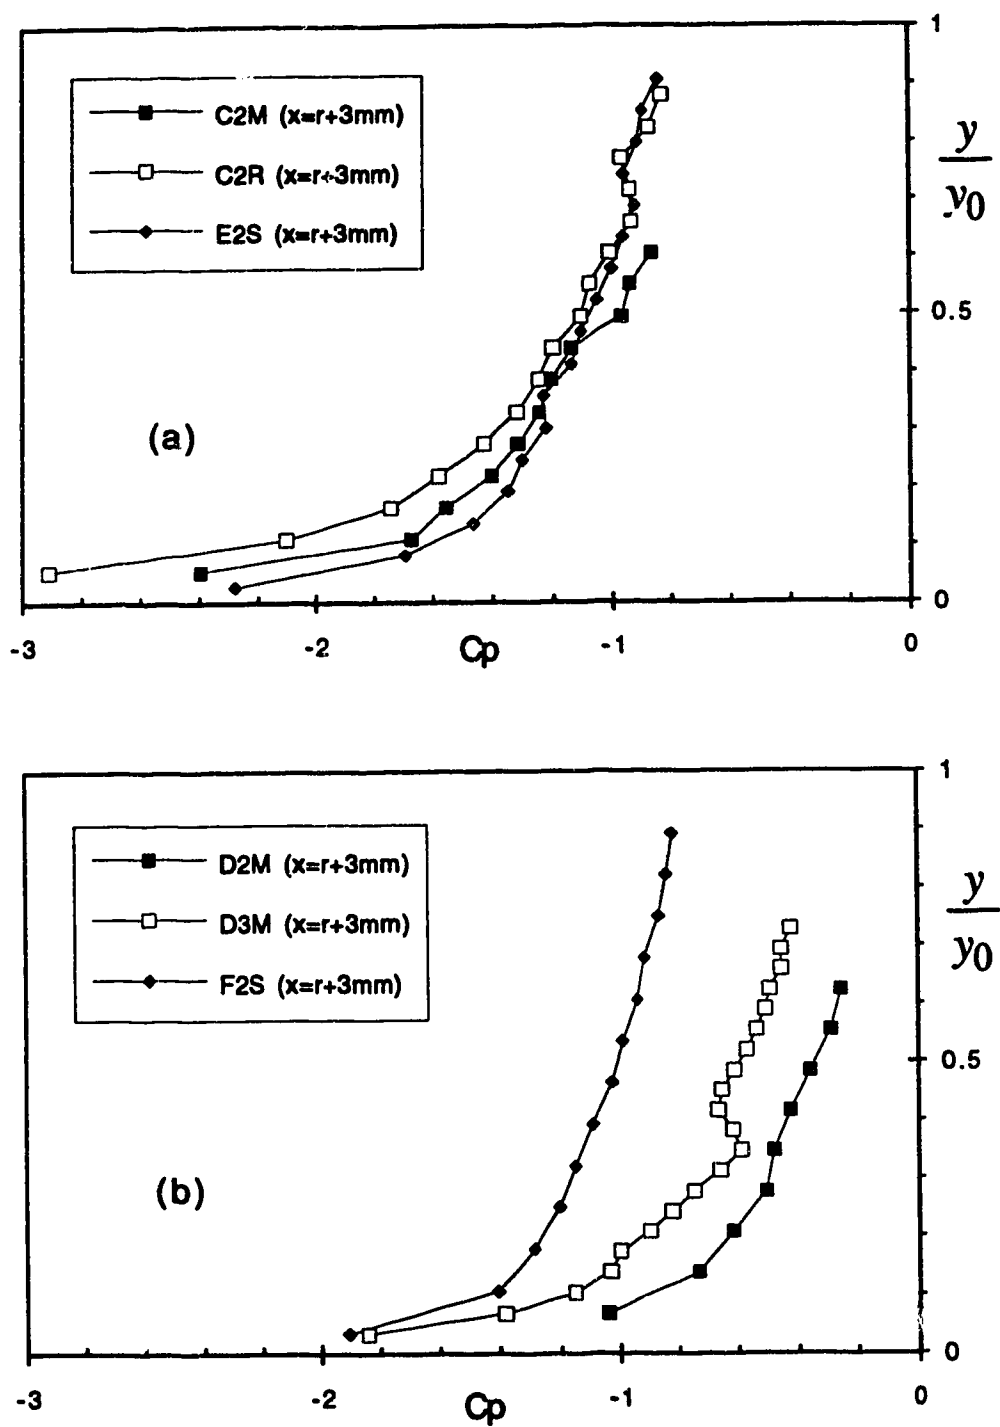 1
C2M (x=r+3mm)
C2R (x=r+3mm)
E2S (x=r+3mm)
y
y0
0.5
(a)
0
-3
-2
Cp
-1
0
1
D2M (x=r+3mm)
D3M (x=r+3mm)
F2S (x=r+3mm)
y
y0
0.5
(b)
0
-3
-2
Cp
-1
0